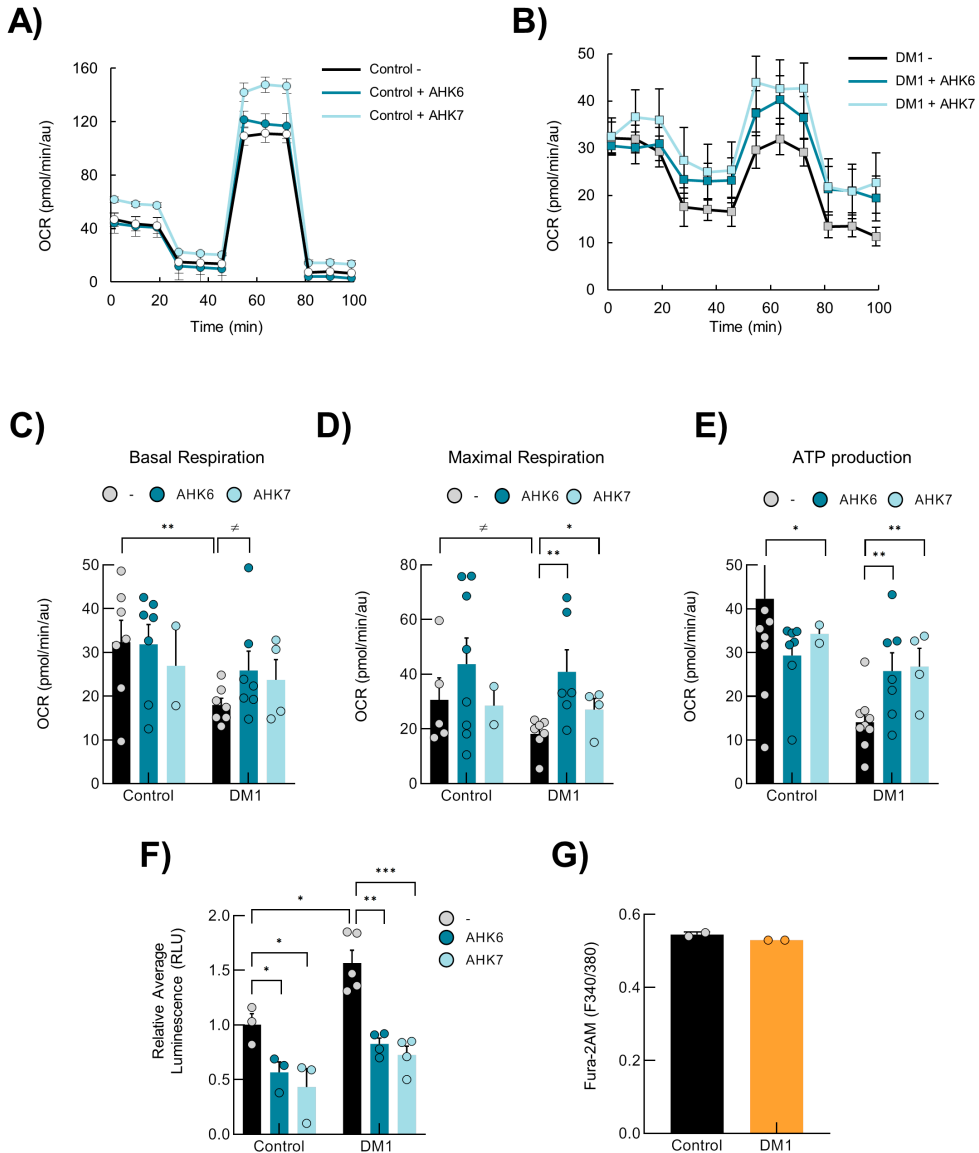 A)
B)
160
120
80
40
0
OCR (pmol/min/au)
0 20 40 60 80 100
Time (min)
Control -
Control + AHK6
Control + AHK7
50
40
30
20
10
0
OCR (pmol/min/au)
0 20 40 60 80 100
Time (min)
DM1 -
DM1 + AHK6
DM1 + AHK7
C)
Basal Respiration
- AHK6 AHK7
** ≠
50
40
30
20
10
0
OCR (pmol/min/au)
Control DM1
D)
Maximal Respiration
- AHK6 AHK7
≠ *
**
80
60
40
20
0
OCR (pmol/min/au)
Control DM1
E)
ATP production
- AHK6 AHK7
* **
**
50
40
30
20
10
0
OCR (pmol/min/au)
Control DM1
F)
***
* **
*
*
2.0
1.5
1.0
0.5
0.0
Relative Average
Luminescence (RLU)
Control DM1
-
AHK6
AHK7
G)
0.6
0.4
0.2
0.0
Fura-2AM (F340/380)
Control DM1